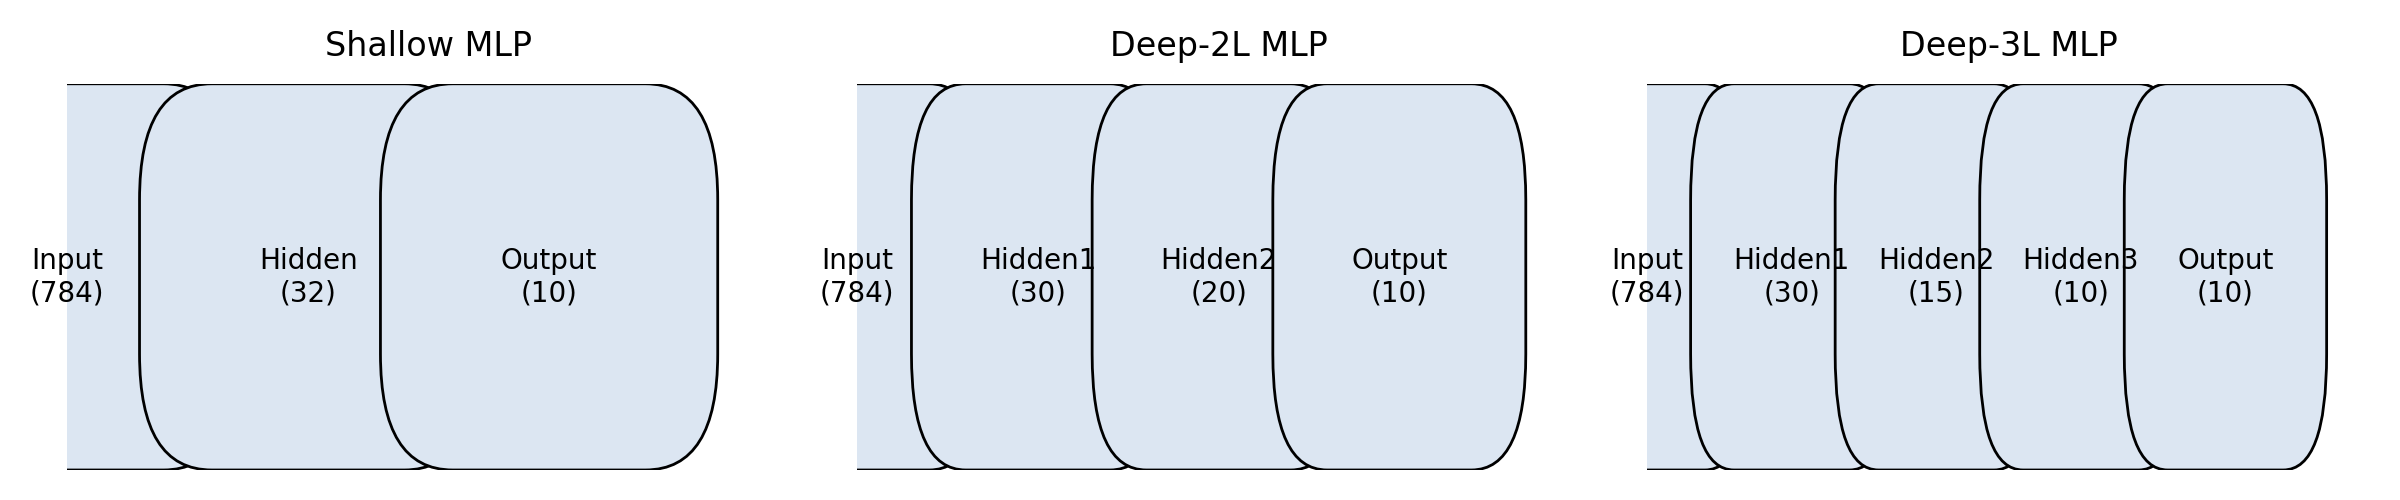 Shallow MLP
Input
(784)
Hidden
(32)
Output
(10)
Deep-2L MLP
Input
(784)
Hidden1
(30)
Hidden2
(20)
Output
(10)
Deep-3L MLP
Input
(784)
Hidden1
(30)
Hidden2
(15)
Hidden3
(10)
Output
(10)